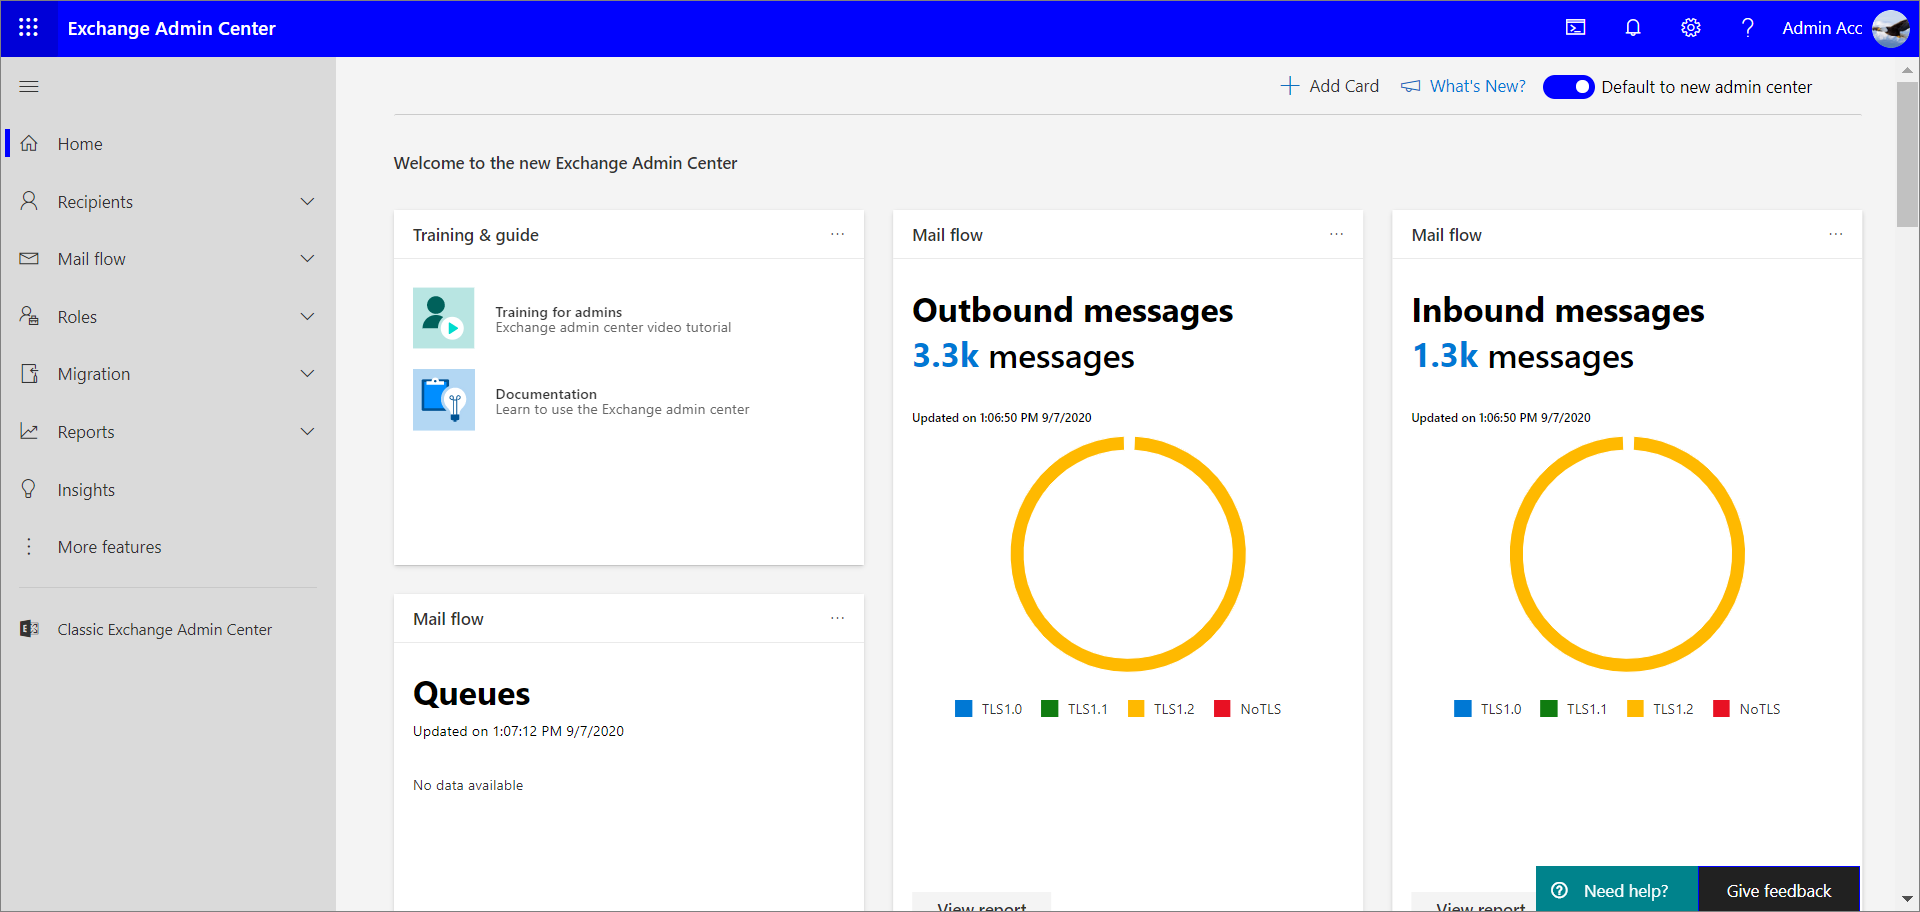 Exchange Admin Center
Admin Acc
Add Card
What's New?
Default to new admin center
Home
Recipients
Mail flow
Roles
Migration
Reports
Insights
More features
Classic Exchange Admin Center
Welcome to the new Exchange Admin Center
Training & guide
Training for admins
Exchange admin center video tutorial
Documentation
Learn to use the Exchange admin center
Mail flow
Queues
Updated on 1:07:12 PM 9/7/2020
No data available
Mail flow
Outbound messages
3.3k messages
Updated on 1:06:50 PM 9/7/2020
TLS1.0 TLS1.1 TLS1.2 NoTLS
View report
Mail flow
Inbound messages
1.3k messages
Updated on 1:06:50 PM 9/7/2020
TLS1.0 TLS1.1 TLS1.2 NoTLS
View report
Need help?
Give feedback